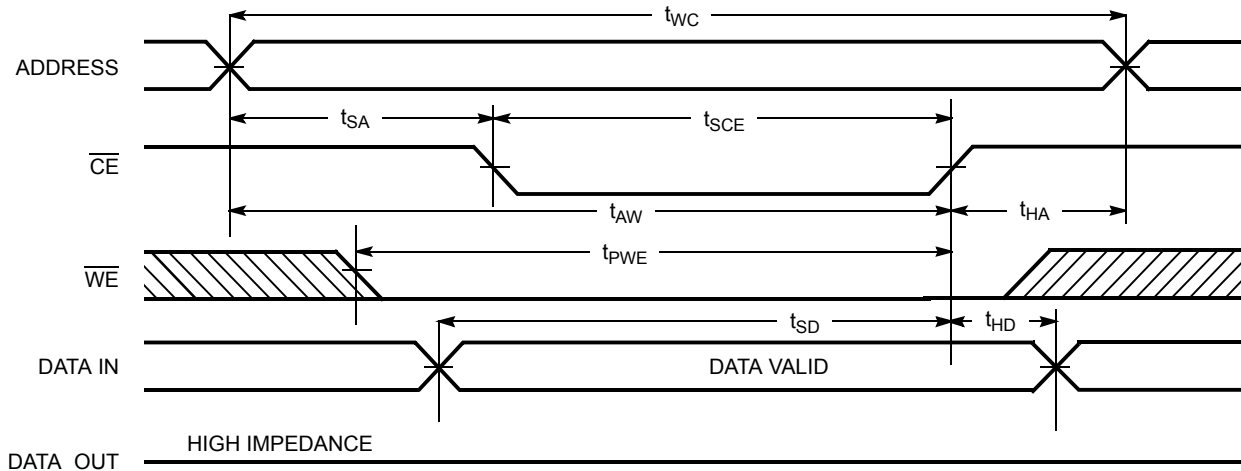 tWC
ADDRESS
tSA
tSCE
CE
tAW
tHA
tPWE
WE
tSD
tHD
DATA IN
DATA VALID
HIGH IMPEDANCE
DATA OUT